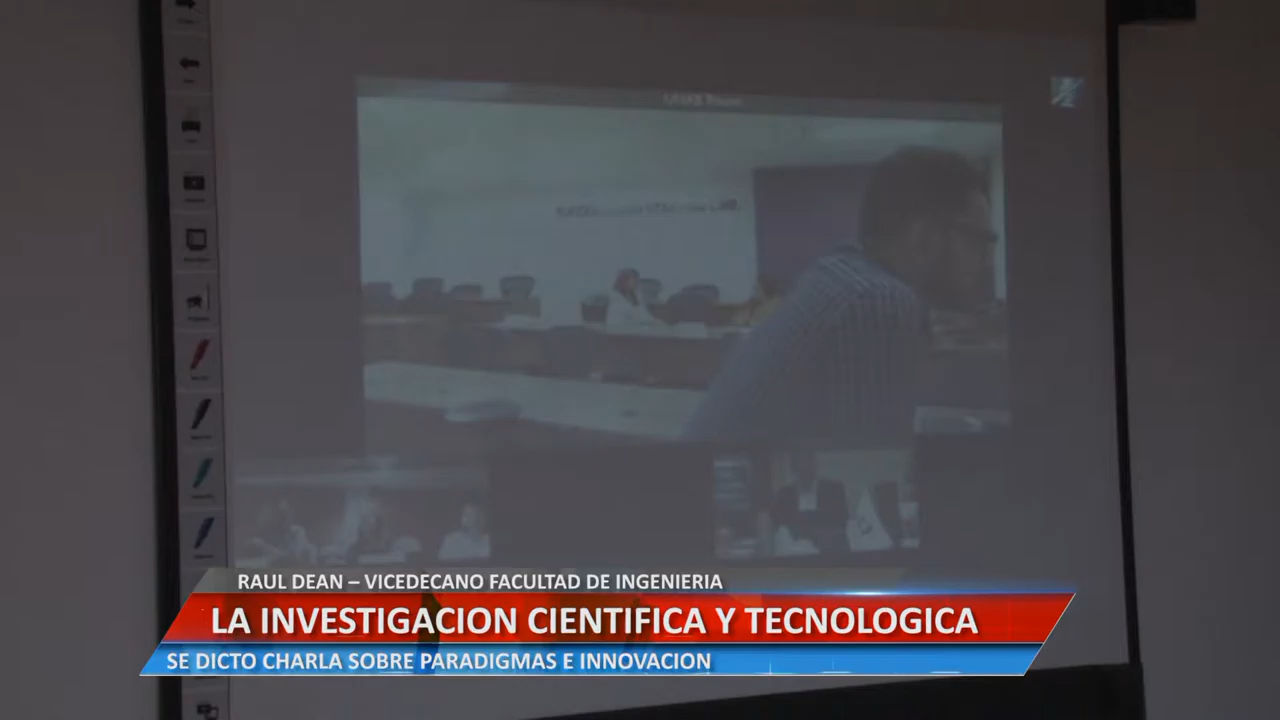 RAUL DEAN – VICEDECANO FACULTAD DE INGENIERIA
LA INVESTIGACION CIENTIFICA Y TECNOLOGICA
SE DICTO CHARLA SOBRE PARADIGMAS E INNOVACION